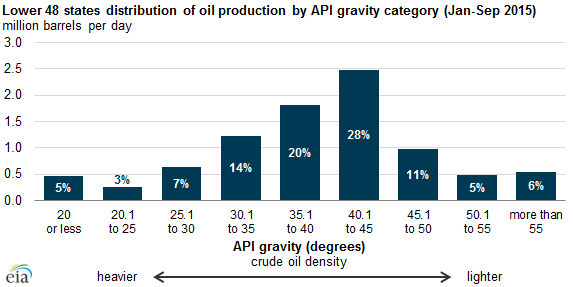 Lower 48 states distribution of oil production by API gravity category (Jan-Sep 2015)
million barrels per day
3.0
2.5
2.0
1.5
1.0
0.5
0.0
5%
3%
7%
14%
20%
28%
11%
5%
6%
20 or less
20.1 to 25
25.1 to 30
30.1 to 35
35.1 to 40
40.1 to 45
45.1 to 50
50.1 to 55
more than 55
API gravity (degrees)
crude oil density
heavier
lighter
eia